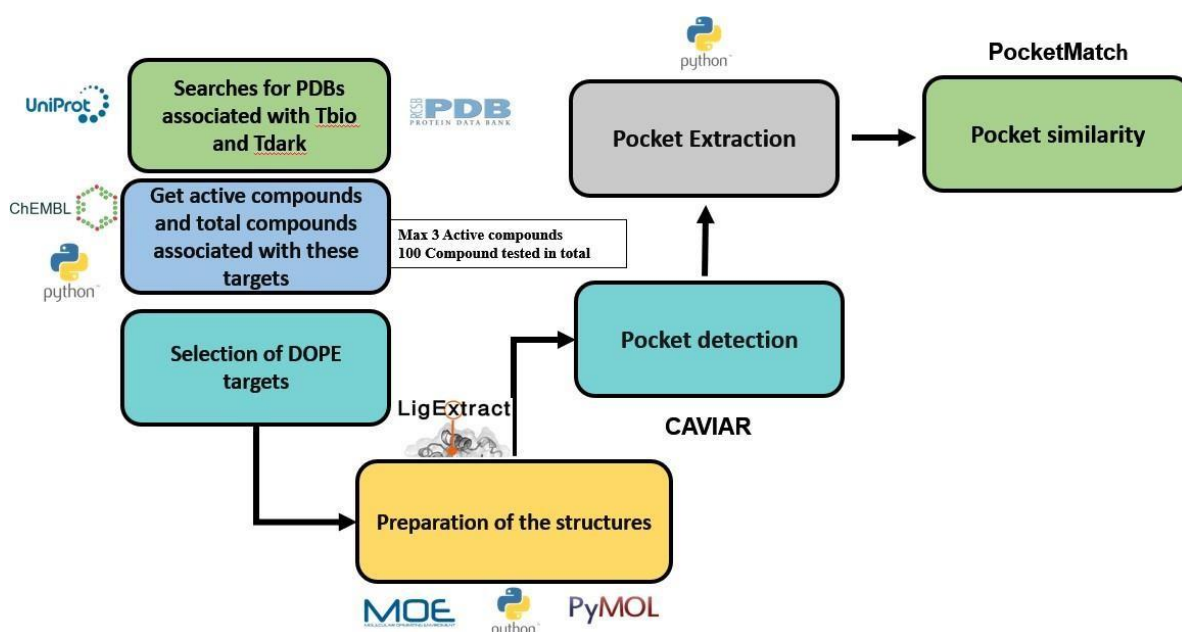 UniProt
Searches for PDBs
associated with Tbio
and Tdark
RCSB
PDB
PROTEIN DATA BANK
ChEMBL
python
Get active compounds
and total compounds
associated with these
targets
Max 3 Active compounds
100 Compound tested in total
Selection of DOPE
targets
LigExtract
Preparation of the structures
MOE
python
PyMOL
Pocket detection
CAVIAR
python
Pocket Extraction
PocketMatch
Pocket similarity